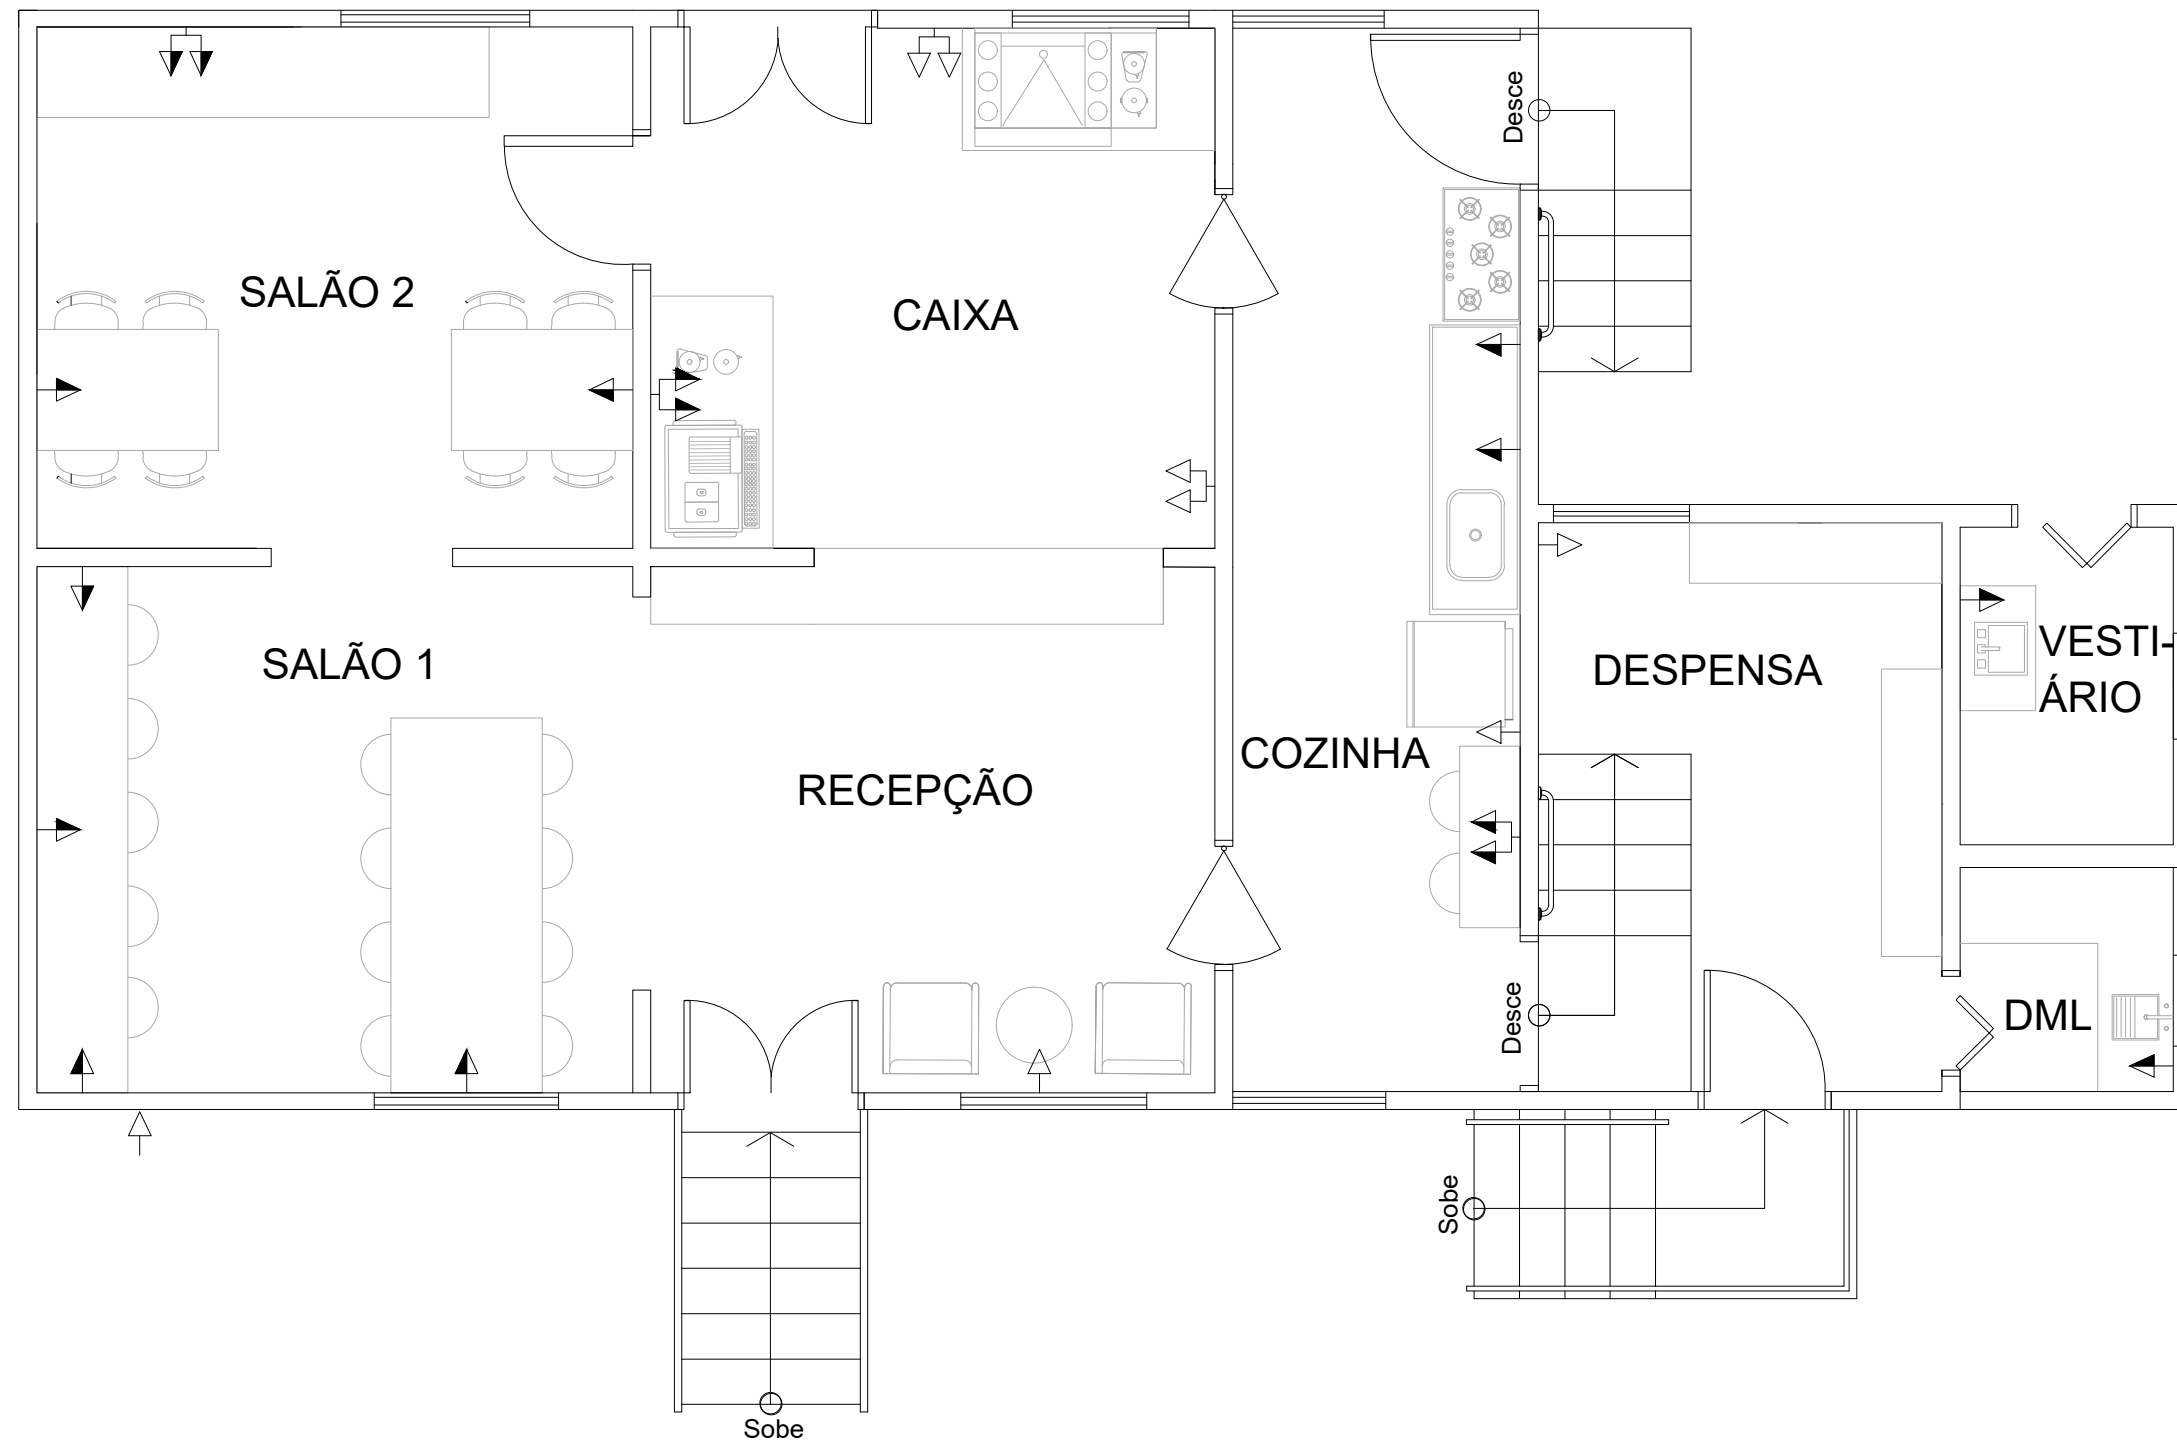 Desce
SALÃO 2
CAIXA
SALÃO 1
DESPENSA
VESTI-
ÁRIO
COZINHA
RECEPÇÃO
Desce
DML
Sobe
Sobe